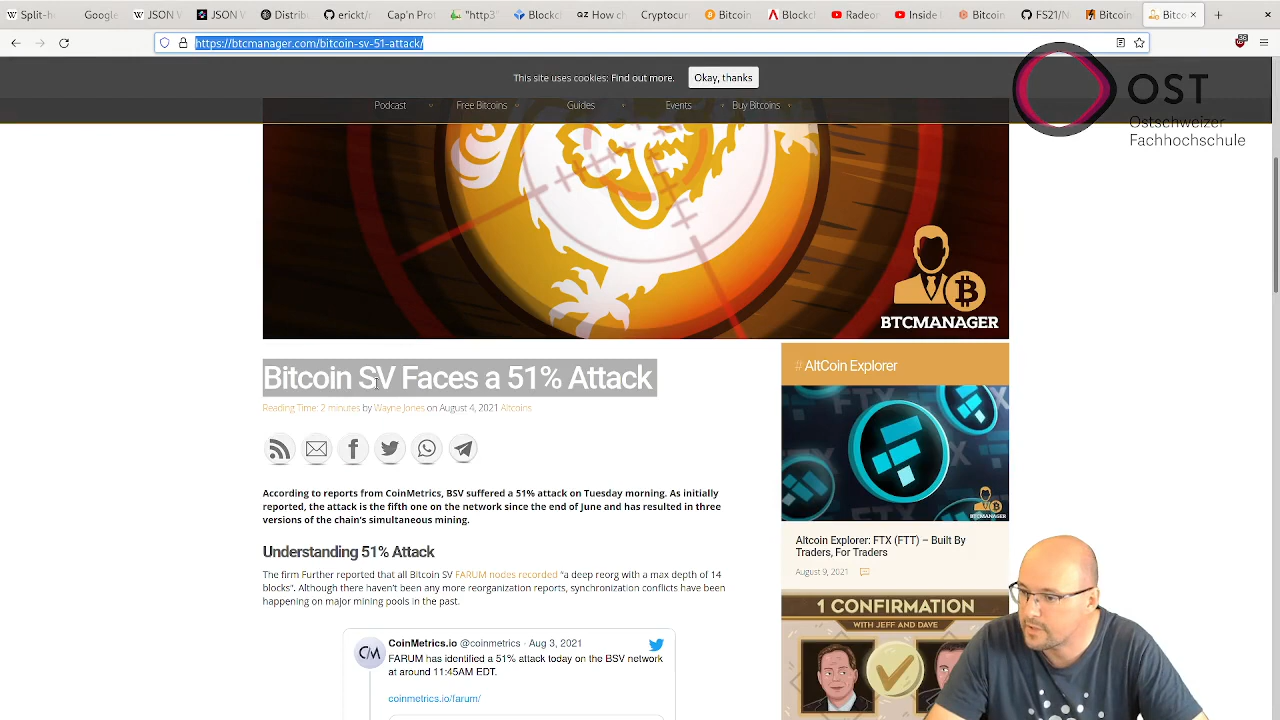 Split-h
Google
JSON
JSON V
Distrib
erickt/
Cap'n Pr
"http3
Blockc
How h
Cryptoc
Bitcoin
Blockc
Radeo
Inside
Bitcoin
FS21/N
Bitcoin
Bitco
https://btcmanager.com/bitcoin-sv-51-attack/
This site uses cookies: Find out more. Okay, thanks
Podcast Free Bitcoins Guides Events Buy Bitcoins
OST
Ostschweizer
Fachhochschule
BTCMANAGER
Bitcoin SV Faces a 51% Attack
Reading Time: 2 minutes by Wayne Jones on August 4, 2021 Altcoins
According to reports from CoinMetrics, BSV suffered a 51% attack on Tuesday morning. As initially
reported, the attack is the fifth one on the network since the end of June and has resulted in three
versions of the chain's simultaneous mining.
Understanding 51% Attack
The firm Further reported that all Bitcoin SV FARUM nodes recorded "a deep reorg with a max depth of 14
blocks". Although there haven't been any more reorganization reports, synchronization conflicts have been
happening on major mining pools in the past.
CM
CoinMetrics.io @coinmetrics · Aug 3, 2021
FARUM has identified a 51% attack today on the BSV network
at around 11:45AM EDT.
coinmetrics.io/farum/
# AltCoin Explorer
FTX
BTCMANAGER
Altcoin Explorer: FTX (FTT) – Built By
Traders, For Traders
August 9, 2021
1 CONFIRMATION
WITH JEFF AND DAVE